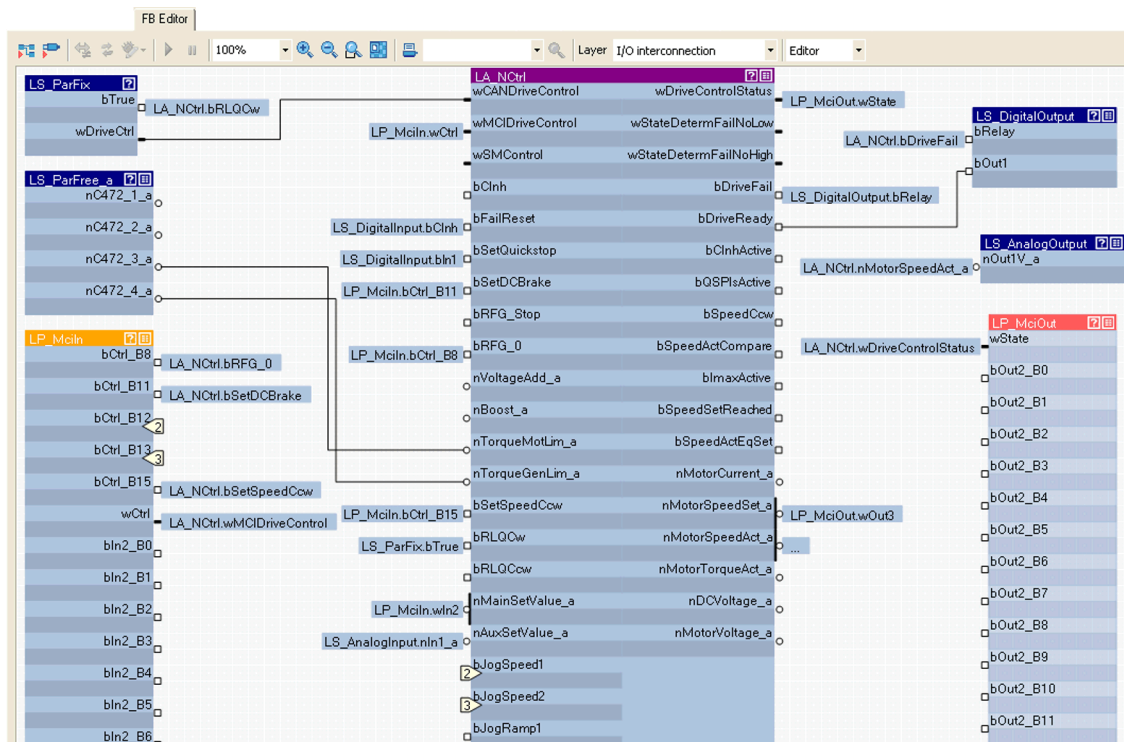 FB Editor
100%
Layer
I/O interconnection
Editor
LS_ParFix
bTrue
LA_NCtrl.bRLQCw
wDriveCtrl
LS_ParFree_a
nC472_1_a
nC472_2_a
nC472_3_a
nC472_4_a
LP_MciIn
bCtrl_B8
LA_NCtrl.bRFG_0
bCtrl_B11
LA_NCtrl.bSetDCBrake
bCtrl_B12
2
bCtrl_B13
3
bCtrl_B15
LA_NCtrl.bSetSpeedCcw
wCtrl
LA_NCtrl.wMCIDriveControl
bIn2_B0
bIn2_B1
bIn2_B2
bIn2_B3
bIn2_B4
bIn2_B5
bIn2_B6
LP_MciIn.wCtrl
LS_DigitalInput.bCInh
LS_DigitalInput.bIn1
LP_MciIn.bCtrl_B11
LP_MciIn.bCtrl_B8
LP_MciIn.bCtrl_B15
LS_ParFix.bTrue
LP_MciIn.wIn2
LS_AnalogInput.nIn1_a
2
3
LA_NCtrl
wCANDriveControl
wMCIDriveControl
wSMControl
bCInh
bFailReset
bSetQuickstop
bSetDCBrake
bRFG_Stop
bRFG_0
nVoltageAdd_a
nBoost_a
nTorqueMotLim_a
nTorqueGenLim_a
bSetSpeedCcw
bRLQCw
bRLQCcw
nMainSetValue_a
nAuxSetValue_a
bJogSpeed1
bJogSpeed2
bJogRamp1
wDriveControlStatus
wStateDetermFailNoLow
wStateDetermFailNoHigh
bDriveFail
bDriveReady
bCInhActive
bQSPIsActive
bSpeedCcw
bSpeedActCompare
bImaxActive
bSpeedSetReached
bSpeedActEqSet
nMotorCurrent_a
nMotorSpeedSet_a
nMotorSpeedAct_a
nMotorTorqueAct_a
nDCVoltage_a
nMotorVoltage_a
LP_MciOut.wState
LS_DigitalOutput.bRelay
LP_MciOut.wOut3
...
LS_DigitalOutput
LA_NCtrl.bDriveFail
bRelay
bOut1
LS_AnalogOutput
LA_NCtrl.nMotorSpeedAct_a
nOut1V_a
LP_MciOut
LA_NCtrl.wDriveControlStatus
wState
bOut2_B0
bOut2_B1
bOut2_B2
bOut2_B3
bOut2_B4
bOut2_B5
bOut2_B6
bOut2_B7
bOut2_B8
bOut2_B9
bOut2_B10
bOut2_B11